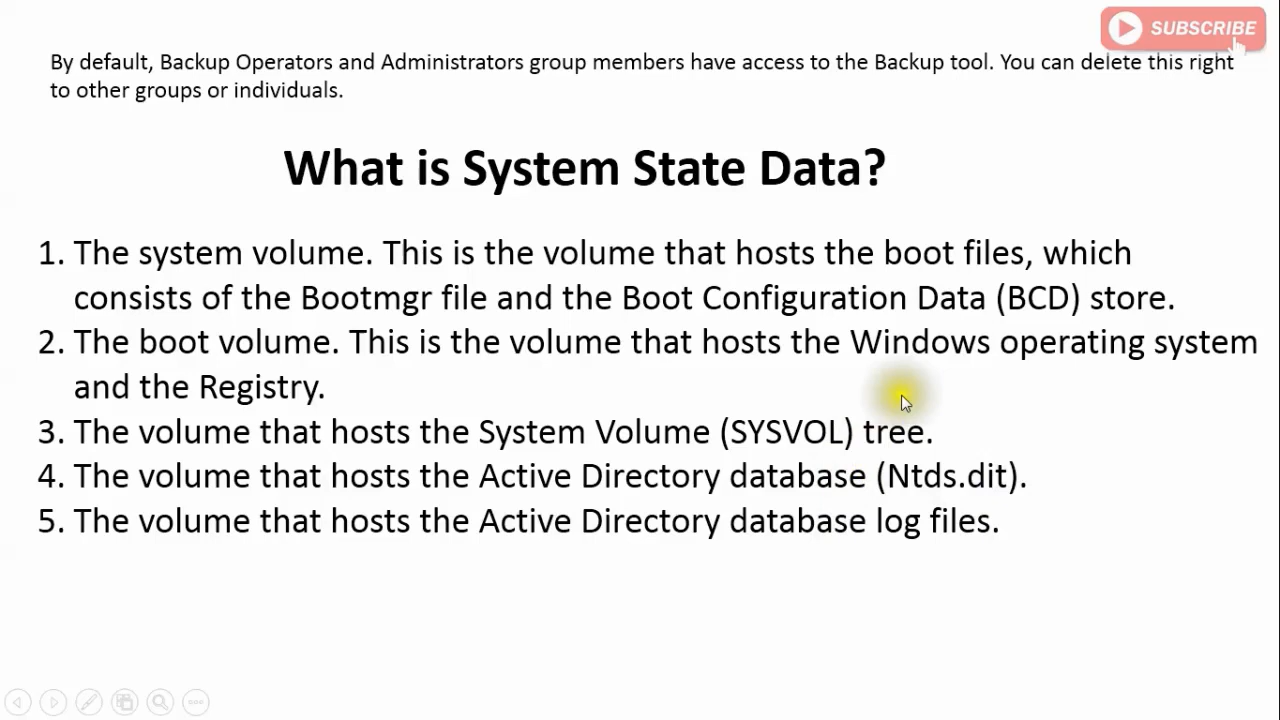 SUBSCRIBE
By default, Backup Operators and Administrators group members have access to the Backup tool. You can delete this right
to other groups or individuals.
What is System State Data?
1. The system volume. This is the volume that hosts the boot files, which
consists of the Bootmgr file and the Boot Configuration Data (BCD) store.
2. The boot volume. This is the volume that hosts the Windows operating system
and the Registry.
3. The volume that hosts the System Volume (SYSVOL) tree.
4. The volume that hosts the Active Directory database (Ntds.dit).
5. The volume that hosts the Active Directory database log files.